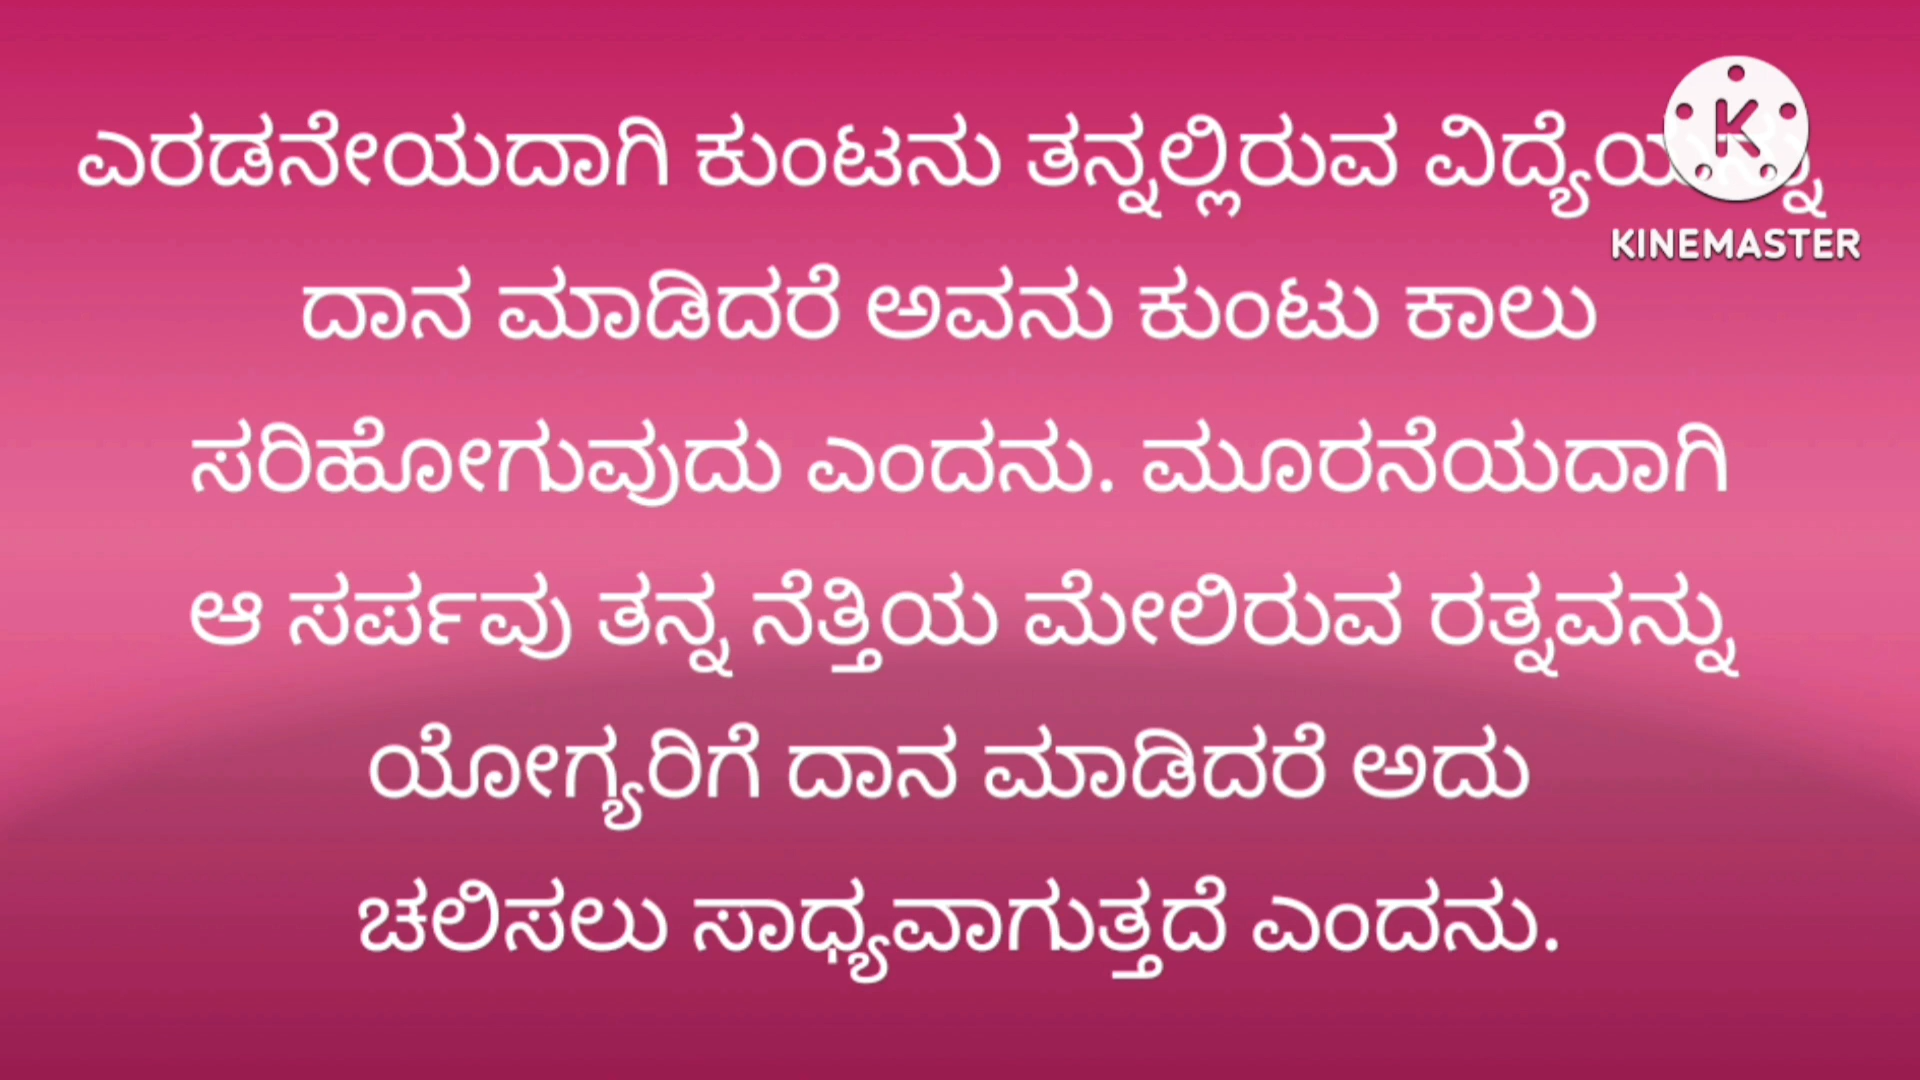 ಎರಡನೇಯದಾಗಿ ಕುಂಟನು ತನ್ನಲ್ಲಿರುವ
ದಾನ ಮಾಡಿದರೆ ಅವನು ಕುಂಟು ಕಾಲು
ಸರಿಹೋಗುವುದು ಎಂದನು. ಮೂರನೆಯದಾಗಿ
ಆ ಸರ್ಪವು ತನ್ನ ನೆತ್ತಿಯ ಮೇಲಿರುವ ರತ್ನವನ್ನು
ಯೋಗ್ಯರಿಗೆ ದಾನ ಮಾಡಿದರೆ ಅದು
ಚಲಿಸಲು ಸಾಧ್ಯವಾಗುತ್ತದೆ ಎಂದನು.
K
KINEMASTER